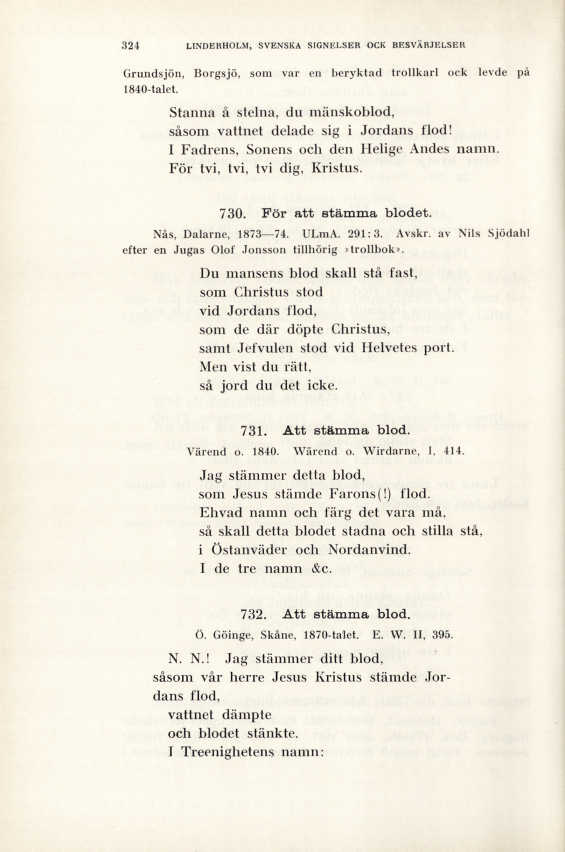 324 LINDERHOLM, SVENSKA SIGNELSER OCK BESVÄRJELSER
Grundsjön, Borgsjö, som var en beryktad trollkarl ock levde på
1840-talet.
Stanna å stelna, du mänskoblod,
såsom vattnet delade sig i Jordans flod!
I Fadrens, Sonens och den Helige Andes namn.
För tvi, tvi, tvi dig, Kristus.
730. För att stämma blodet.
Nås, Dalarne, 1873—74. ULmA. 291: 3. Avskr. av Nils Sjödahl
efter en Jugas Olof Jonsson tillhörig »trollbok».
Du mansens blod skall stå fast,
som Christus stod
vid Jordans flod,
som de där döpte Christus,
samt Jefvulen stod vid Helvetes port.
Men vist du rätt,
så jord du det icke.
731. Att stämma blod.
Värend o. 1840. Wärend o. Wirdarne, I, 414.
Jag stämmer detta blod,
som Jesus stämde Farons(!) flod.
Ehvad namn och färg det vara må,
så skall detta blodet stadna och stilla stå,
i Östanväder och Nordanvind.
I de tre namn &c.
732. Att stämma blod.
Ö. Göinge, Skåne, 1870-talet. E. W. II, 395.
N. N.! Jag stämmer ditt blod,
såsom vår herre Jesus Kristus stämde Jor-
dans flod,
vattnet dämpte
och blodet stänkte.
I Treenighetens namn: